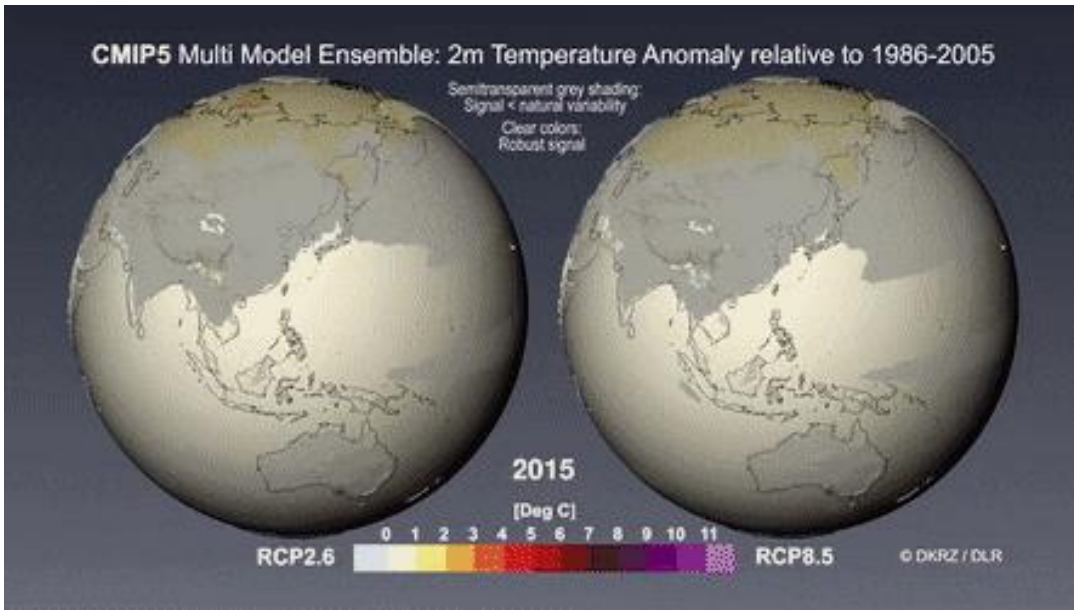 CMIP5 Multi Model Ensemble: 2m Temperature Anomaly relative to 1986-2005
Semitransparent grey shading:
Signal < natural variability
Clear colors:
Robust signal
2015
[Deg C]
0 1 2 3 4 5 6 7 8 9 10 11
RCP2.6 RCP8.5 © DKRZ / DLR